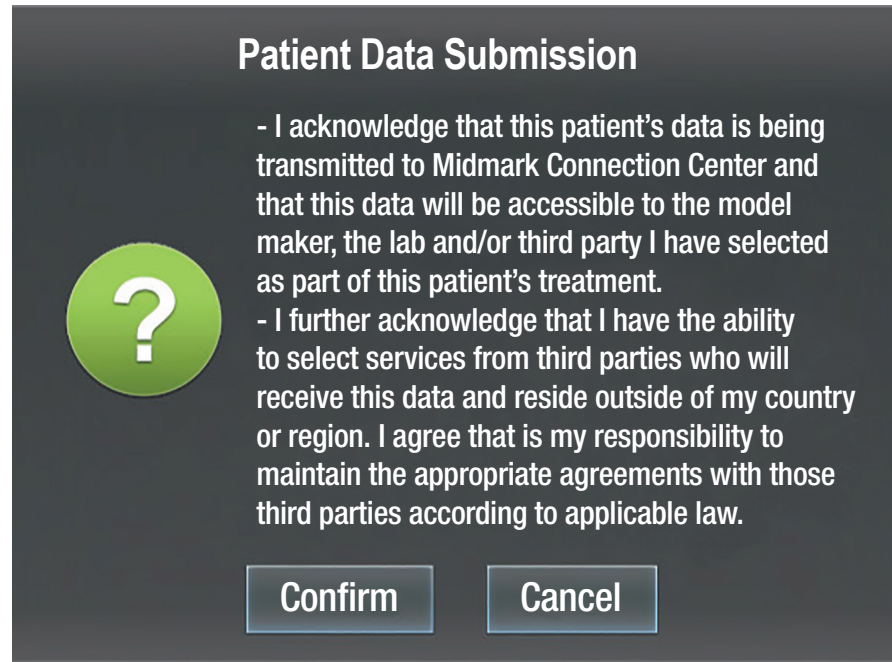 Patient Data Submission
- I acknowledge that this patient’s data is being
transmitted to Midmark Connection Center and
that this data will be accessible to the model
maker, the lab and/or third party I have selected
as part of this patient’s treatment.
- I further acknowledge that I have the ability
to select services from third parties who will
receive this data and reside outside of my country
or region. I agree that is my responsibility to
maintain the appropriate agreements with those
third parties according to applicable law.
?
Confirm Cancel